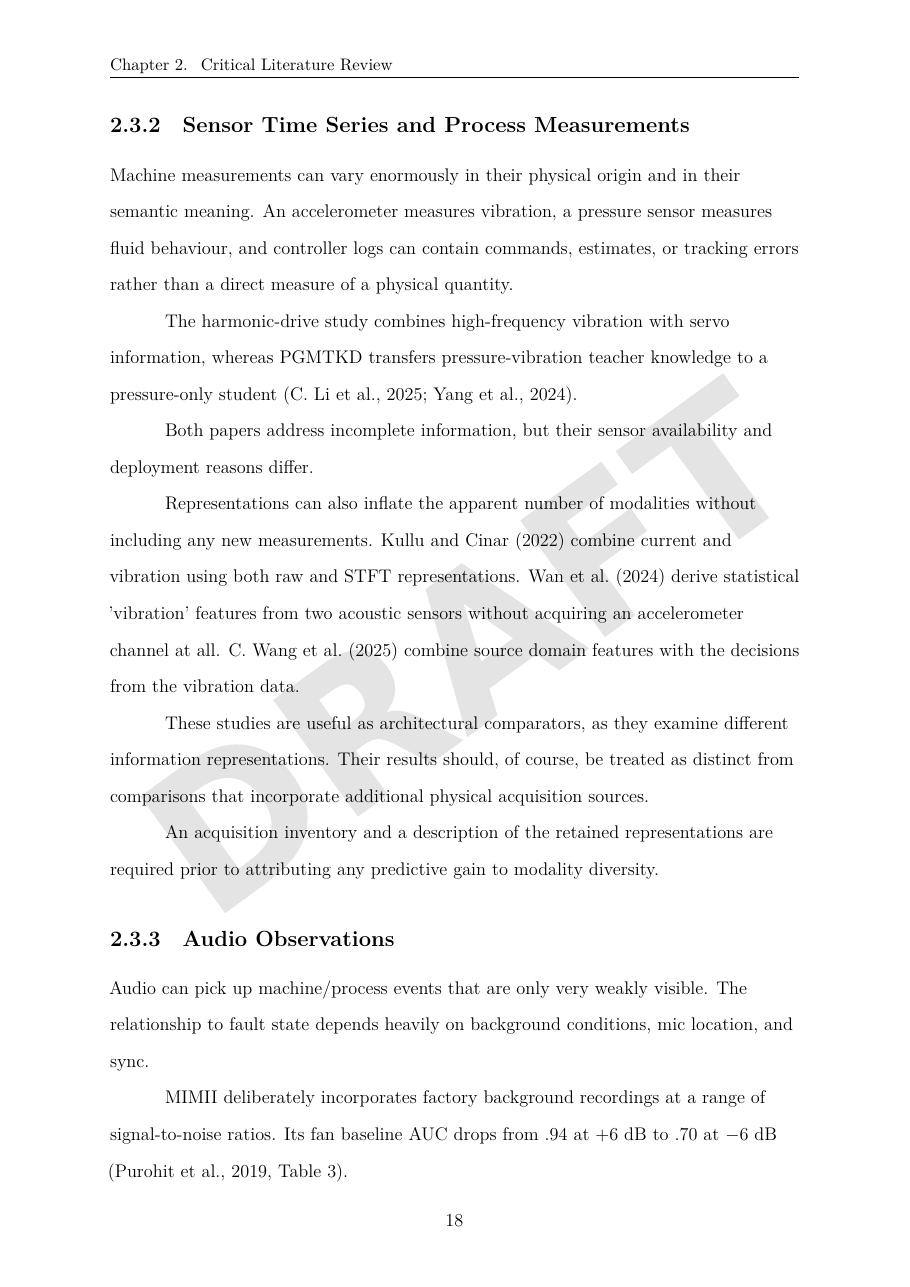 Chapter 2. Critical Literature Review
2.3.2 Sensor Time Series and Process Measurements
Machine measurements can vary enormously in their physical origin and in their
semantic meaning. An accelerometer measures vibration, a pressure sensor measures
fluid behaviour, and controller logs can contain commands, estimates, or tracking errors
rather than a direct measure of a physical quantity.
The harmonic-drive study combines high-frequency vibration with servo
information, whereas PGMTKD transfers pressure-vibration teacher knowledge to a
pressure-only student (C. Li et al., 2025; Yang et al., 2024).
Both papers address incomplete information, but their sensor availability and
deployment reasons differ.
Representations can also inflate the apparent number of modalities without
including any new measurements. Kullu and Cinar (2022) combine current and
vibration using both raw and STFT representations. Wan et al. (2024) derive statistical
’vibration’ features from two acoustic sensors without acquiring an accelerometer
channel at all. C. Wang et al. (2025) combine source domain features with the decisions
from the vibration data.
These studies are useful as architectural comparators, as they examine different
information representations. Their results should, of course, be treated as distinct from
comparisons that incorporate additional physical acquisition sources.
An acquisition inventory and a description of the retained representations are
required prior to attributing any predictive gain to modality diversity.
2.3.3 Audio Observations
Audio can pick up machine/process events that are only very weakly visible. The
relationship to fault state depends heavily on background conditions, mic location, and
sync.
MIMII deliberately incorporates factory background recordings at a range of
signal-to-noise ratios. Its fan baseline AUC drops from .94 at +6 dB to .70 at −6 dB
(Purohit et al., 2019, Table 3).
18
DRAFT